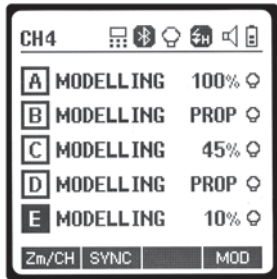 CH4 H
A MODELLING 100%
B MODELLING PROP
C MODELLING 45%
D MODELLING PROP
E MODELLING 10%
Zm/CH SYNC MOD